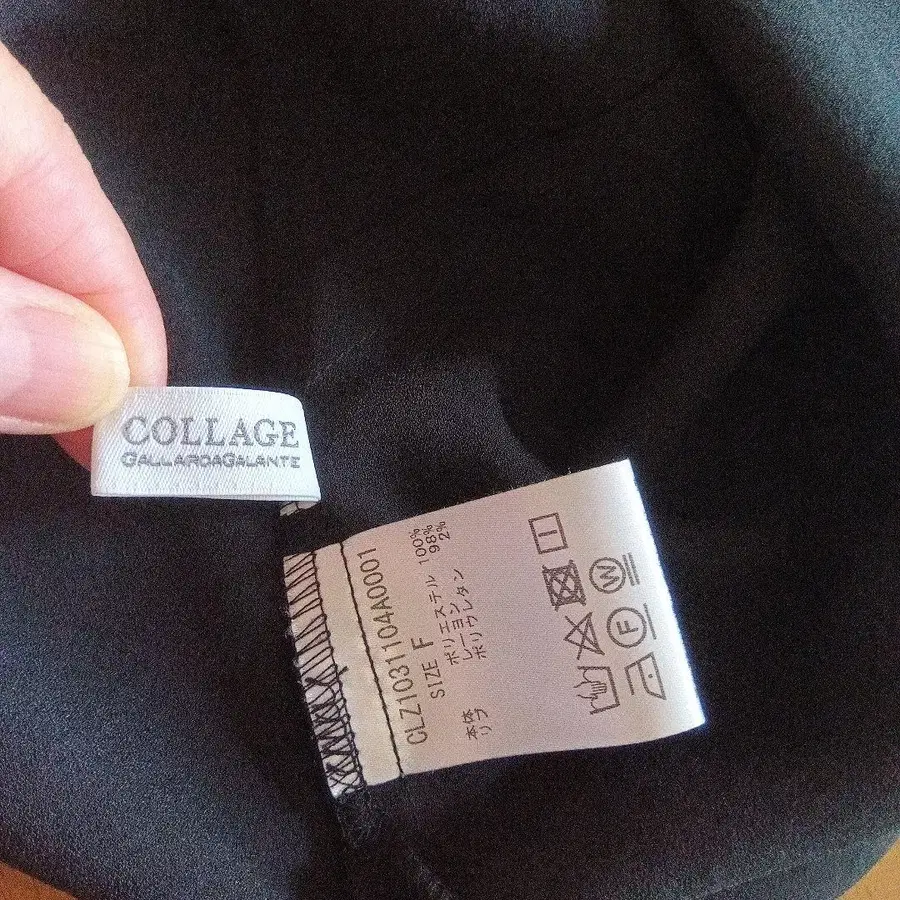 COLLAGE
GALLARDAGALANTE
CLZ1031104A0001
SIZE F
本体 ポリエステル 100%
リブ レーヨン 98%
ポリウレタン 2%
W
F